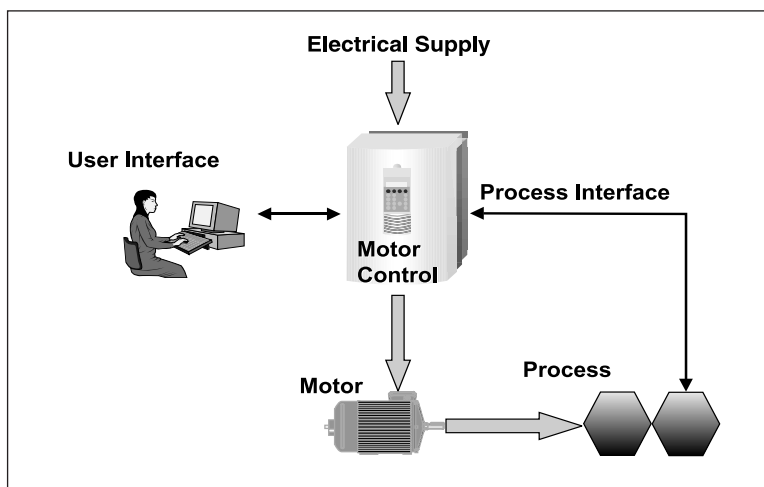 Electrical Supply
User Interface
Process Interface
Motor
Control
Motor
Process